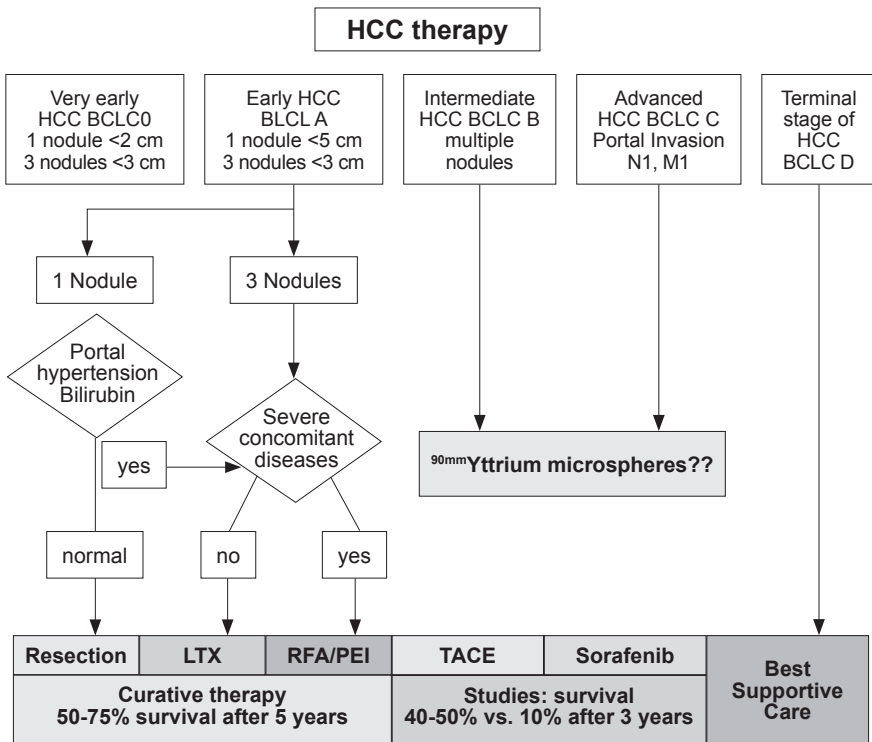 HCC therapy
Very early
HCC BCLC0
1 nodule <2 cm
3 nodules <3 cm
Early HCC
BLCL A
1 nodule <5 cm
3 nodules <3 cm
Intermediate
HCC BCLC B
multiple
nodules
Advanced
HCC BCLC C
Portal Invasion
N1, M1
Terminal
stage of
HCC
BCLC D
1 Nodule
3 Nodules
Portal
hypertension
Bilirubin
Severe
concomitant
diseases
yes
90mmYttrium microspheres??
normal
no
yes
Resection
LTX
RFA/PEI
TACE
Sorafenib
Best
Supportive
Care
Curative therapy
50-75% survival after 5 years
Studies: survival
40-50% vs. 10% after 3 years